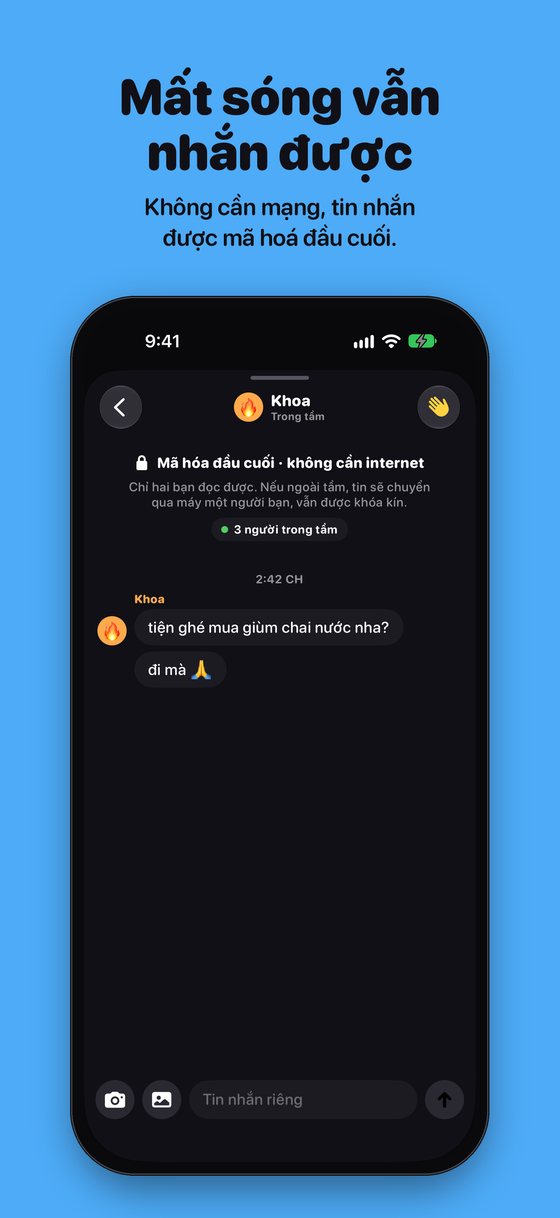 Mất sóng vẫn
nhắn được
Không cần mạng, tin nhắn
được mã hoá đầu cuối.
9:41
Khoa
Trong tầm
Mã hóa đầu cuối · không cần internet
Chỉ hai bạn đọc được. Nếu ngoài tầm, tin sẽ chuyển
qua máy một người bạn, vẫn được khóa kín.
3 người trong tầm
2:42 CH
Khoa
tiện ghé mua giùm chai nước nha?
đi mà 🙏
Tin nhắn riêng